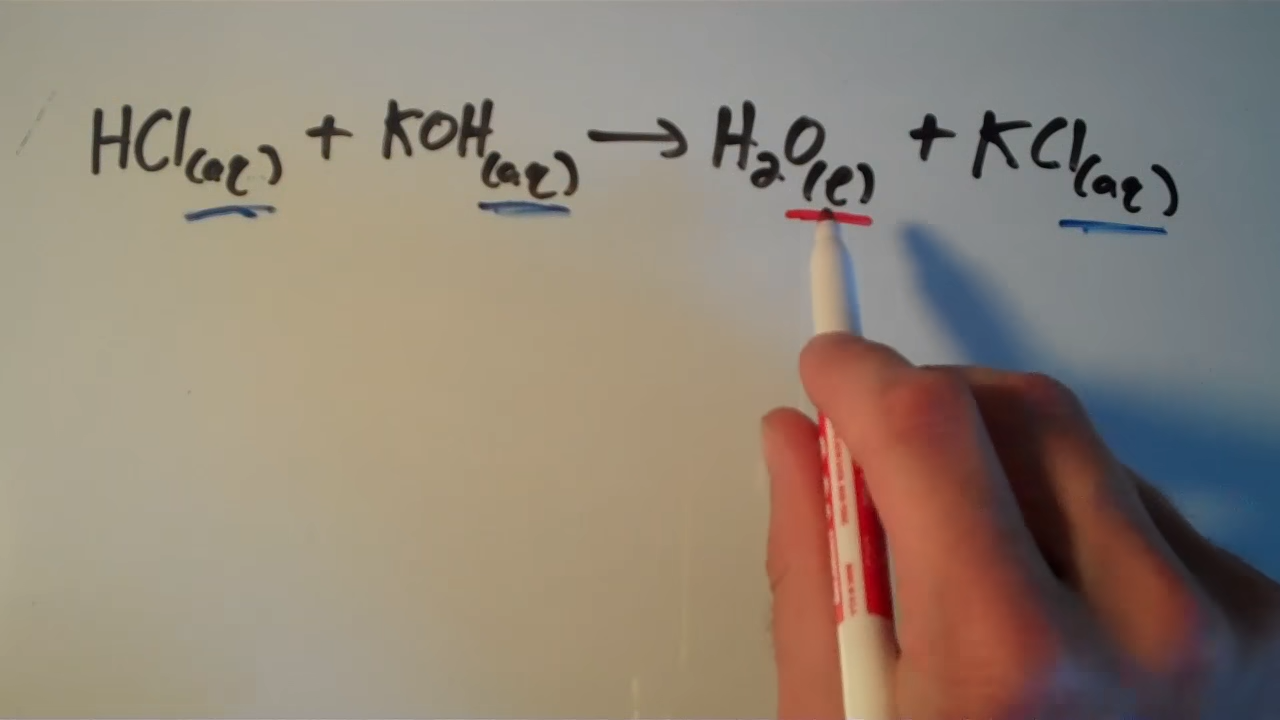 HCl(aq) + KOH(aq) → H₂O(l) + KCl(aq)